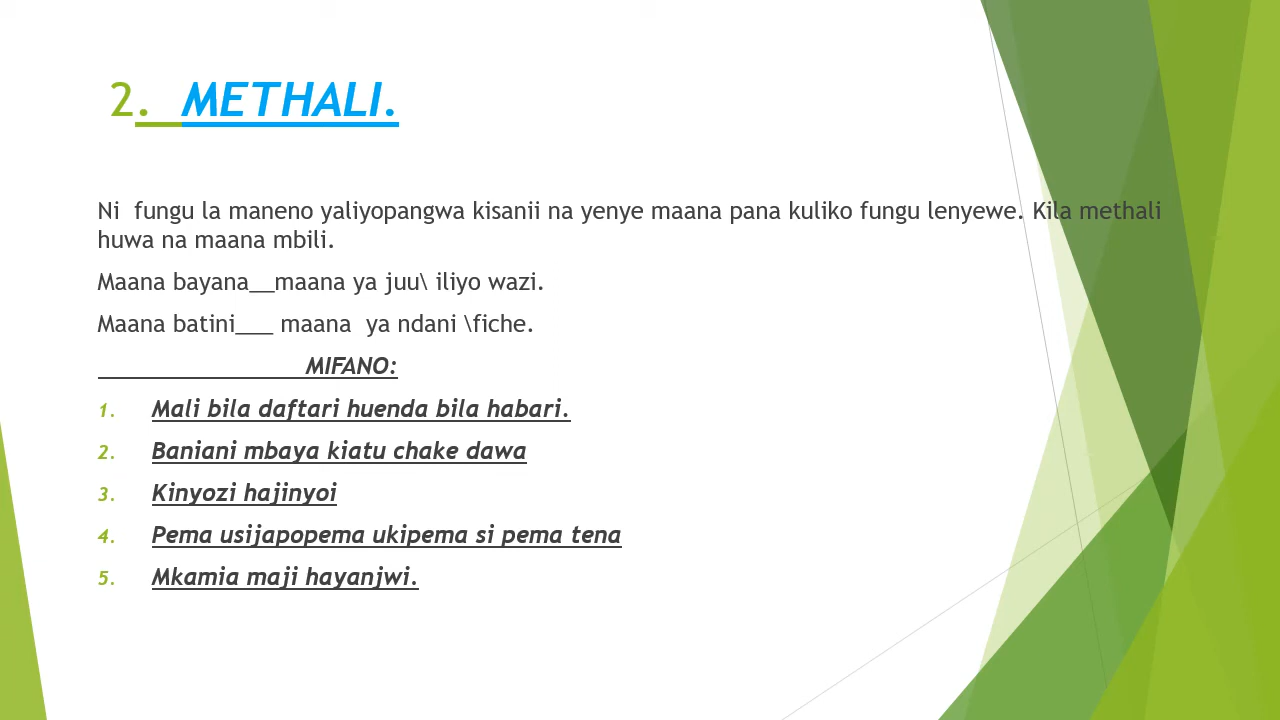 2. METHALI.
Ni fungu la maneno yaliyopangwa kisanii na yenye maana pana kuliko fungu lenyewe. Kila methali
huwa na maana mbili.
Maana bayana__maana ya juu\ iliyo wazi.
Maana batini___ maana ya ndani \fiche.
MIFANO:
1. Mali bila daftari huenda bila habari.
2. Baniani mbaya kiatu chake dawa
3. Kinyozi hajinyoi
4. Pema usijapopema ukipema si pema tena
5. Mkamia maji hayanjwi.